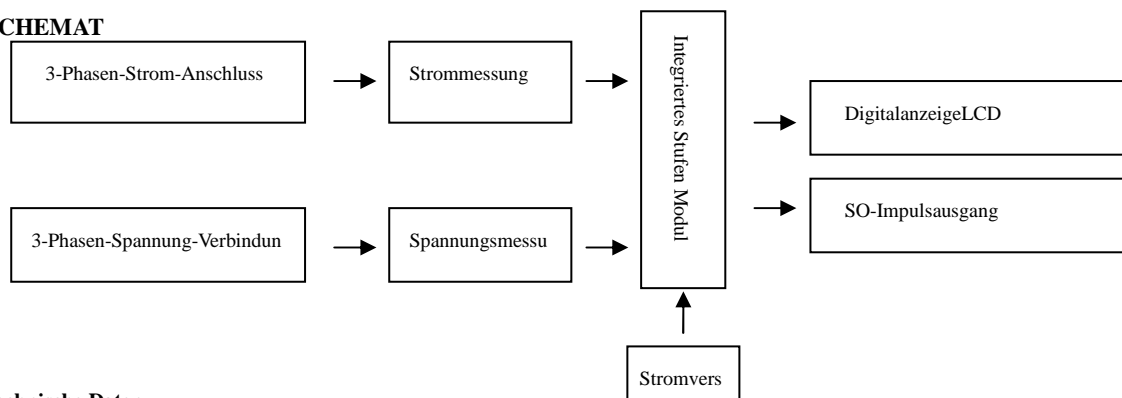 CHEMAT
3-Phasen-Strom-Anschluss
Strommessung
Integriertes Stufen Modul
DigitalanzeigeLCD
SO-Impulsausgang
3-Phasen-Spannung-Verbindun
Spannungsmessu
Stromvers